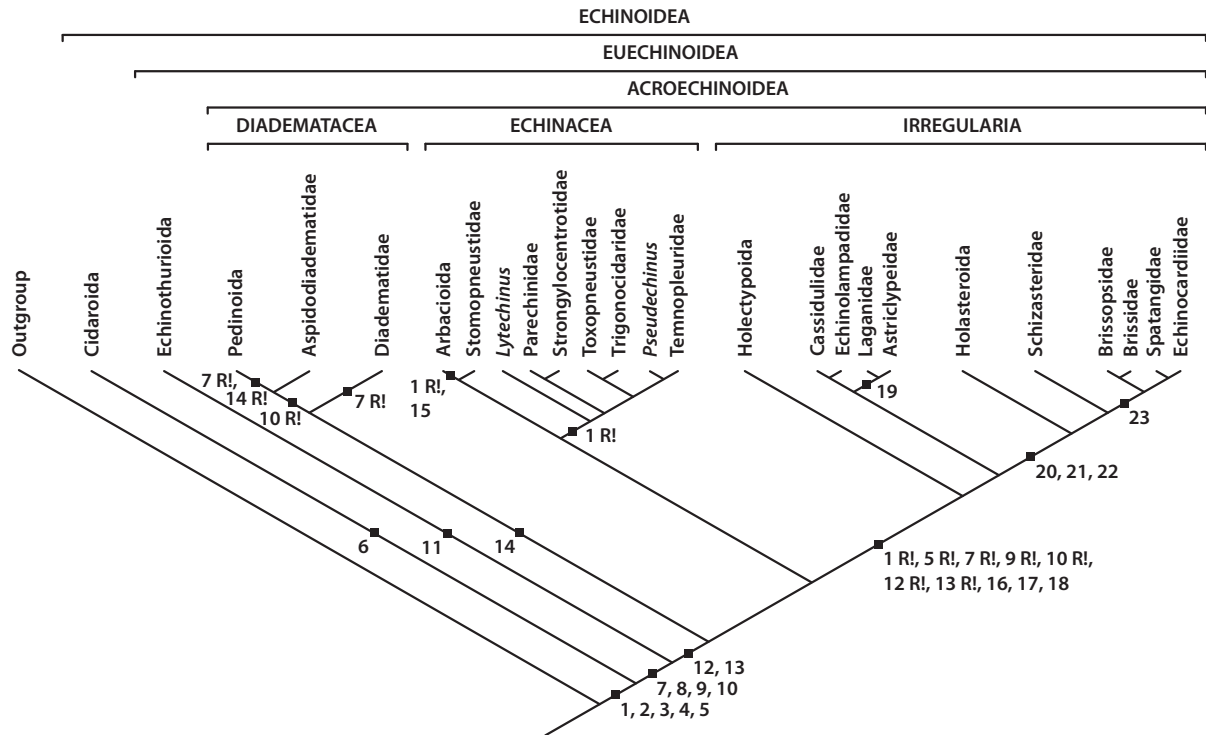 ECHINOIDEA
EUECHINOIDEA
ACROECHINOIDEA
DIADEMATACEA
ECHINACEA
IRREGULARIA
Outgroup
Cidaroida
Echinothurioida
Pedinoida
Aspidodiadematidae
Diadematidae
Arbacioida
Stomopneustidae
Lytechinus
Parechinidae
Strongylocentrotidae
Toxopneustidae
Trigonocidaridae
Pseudechinus
Temnopleuridae
Holectypoida
Cassidulidae
Echinolampadidae
Laganidae
Astriclypeidae
Holasteroida
Schizasteridae
Brissopsidae
Brissidae
Spatangidae
Echinocardiidae
7 R!,
14 R!
10 R!
7 R!
1 R!,
15
1 R!
19
23
20, 21, 22
6
11
14
1 R!, 5 R!, 7 R!, 9 R!, 10 R!,
12 R!, 13 R!, 16, 17, 18
12, 13
7, 8, 9, 10
1, 2, 3, 4, 5